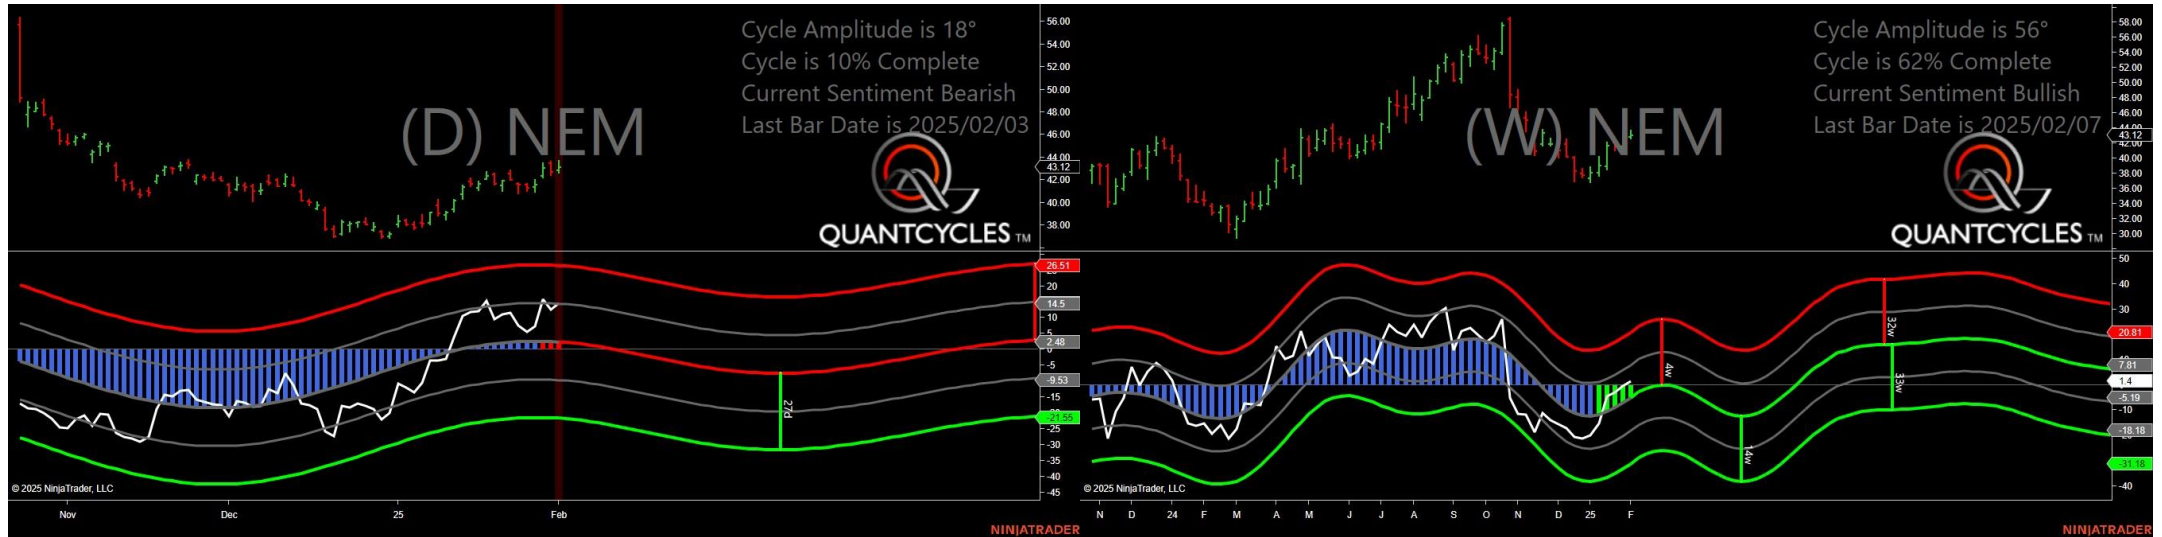 Cycle Amplitude is 18°
Cycle is 10% Complete
Current Sentiment Bearish
Last Bar Date is 2025/02/03
(D) NEM
QUANTCYCLES TM
56.00
54.00
52.00
50.00
48.00
46.00
44.00
43.12
42.00
40.00
38.00
26.51
20
14.5
10
5
2.48
-5
-9.53
-15
-21.55
-25
-30
-35
-40
-45
27d
© 2025 NinjaTrader, LLC
Nov Dec 25 Feb
NINJATRADER
Cycle Amplitude is 56°
Cycle is 62% Complete
Current Sentiment Bullish
Last Bar Date is 2025/02/07
(W) NEM
QUANTCYCLES TM
58.00
56.00
54.00
52.00
50.00
48.00
46.00
43.12
42.00
40.00
38.00
36.00
34.00
32.00
30.00
50
40
30
20.81
7.81
1.4
-5.19
-10
-18.18
-31.18
-40
4w
14w
32w
33w
© 2025 NinjaTrader, LLC
N D 24 F M A M J J A S O N D 25 F
NINJATRADER